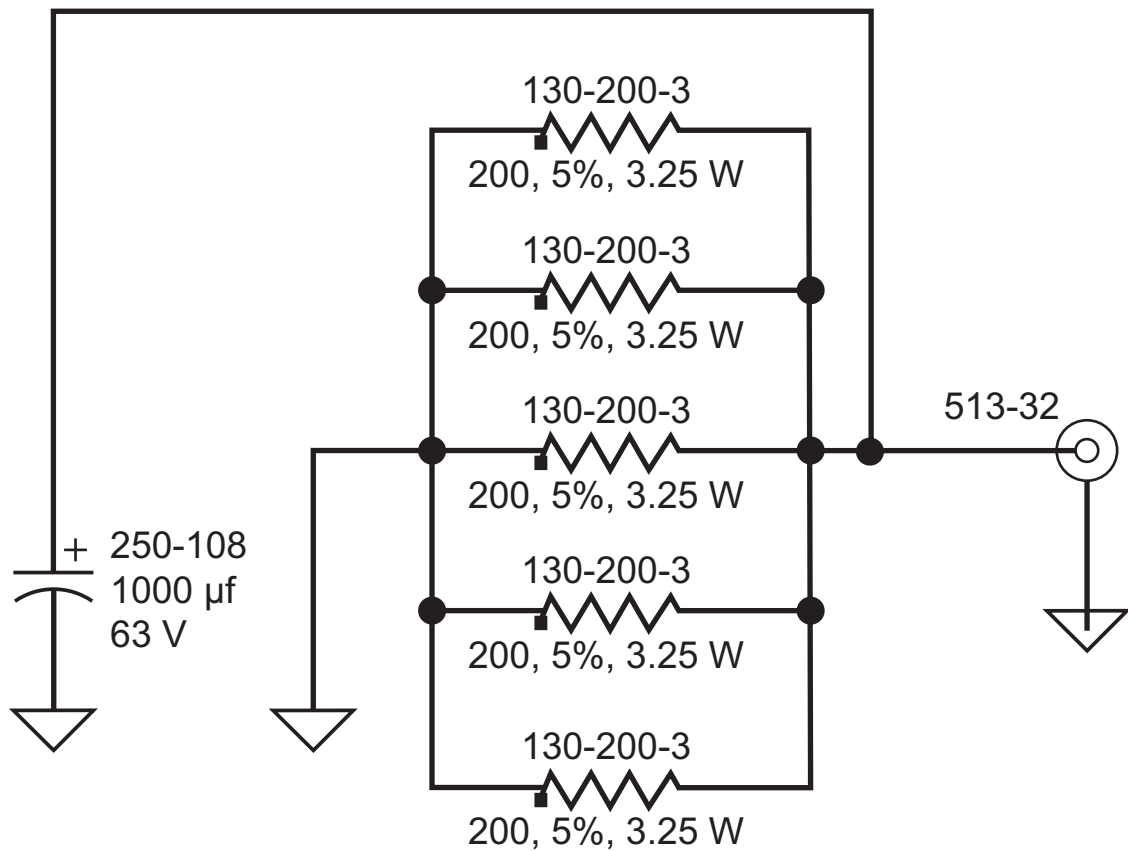 130-200-3
200, 5%, 3.25 W
130-200-3
200, 5%, 3.25 W
130-200-3
200, 5%, 3.25 W
513-32
+ 250-108
1000 µf
63 V
130-200-3
200, 5%, 3.25 W
130-200-3
200, 5%, 3.25 W